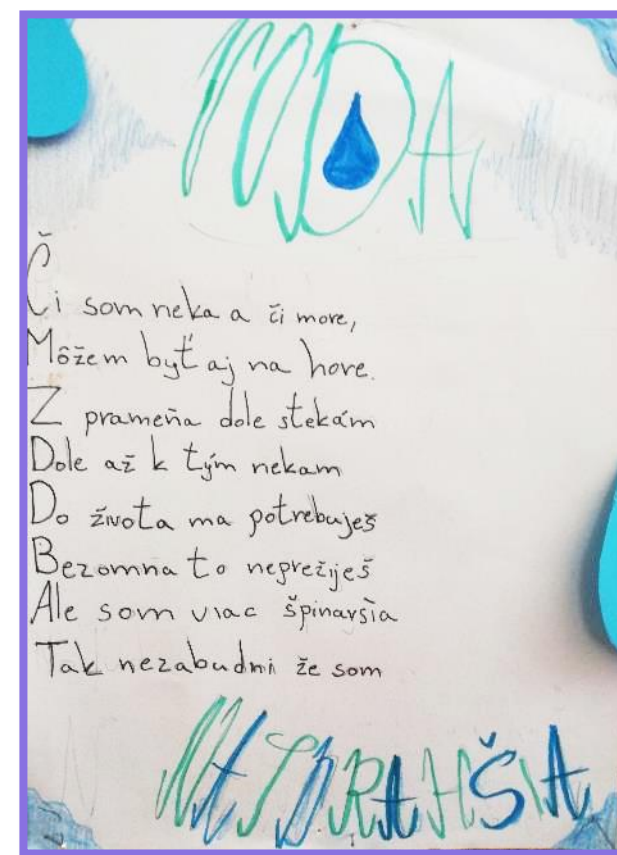 VODA
Či som rieka a či more,
Môžem byť aj na hore.
Z prameňa dole stekám
Dole až k tým riekam
Do života ma potrebuješ
Bezomna to neprežiješ
Ale som viac špinavšia
Tak nezabudni že som
NAJDRAHŠIA